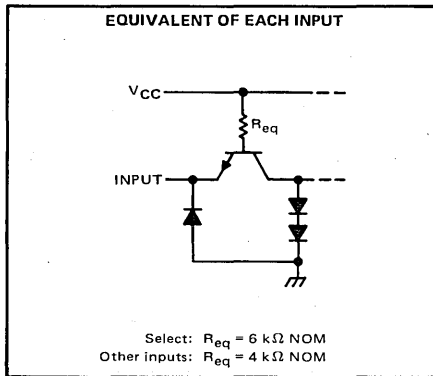 EQUIVALENT OF EACH INPUT
VCC
Req
INPUT
Select: Req = 6 kΩ NOM
Other inputs: Req = 4 kΩ NOM